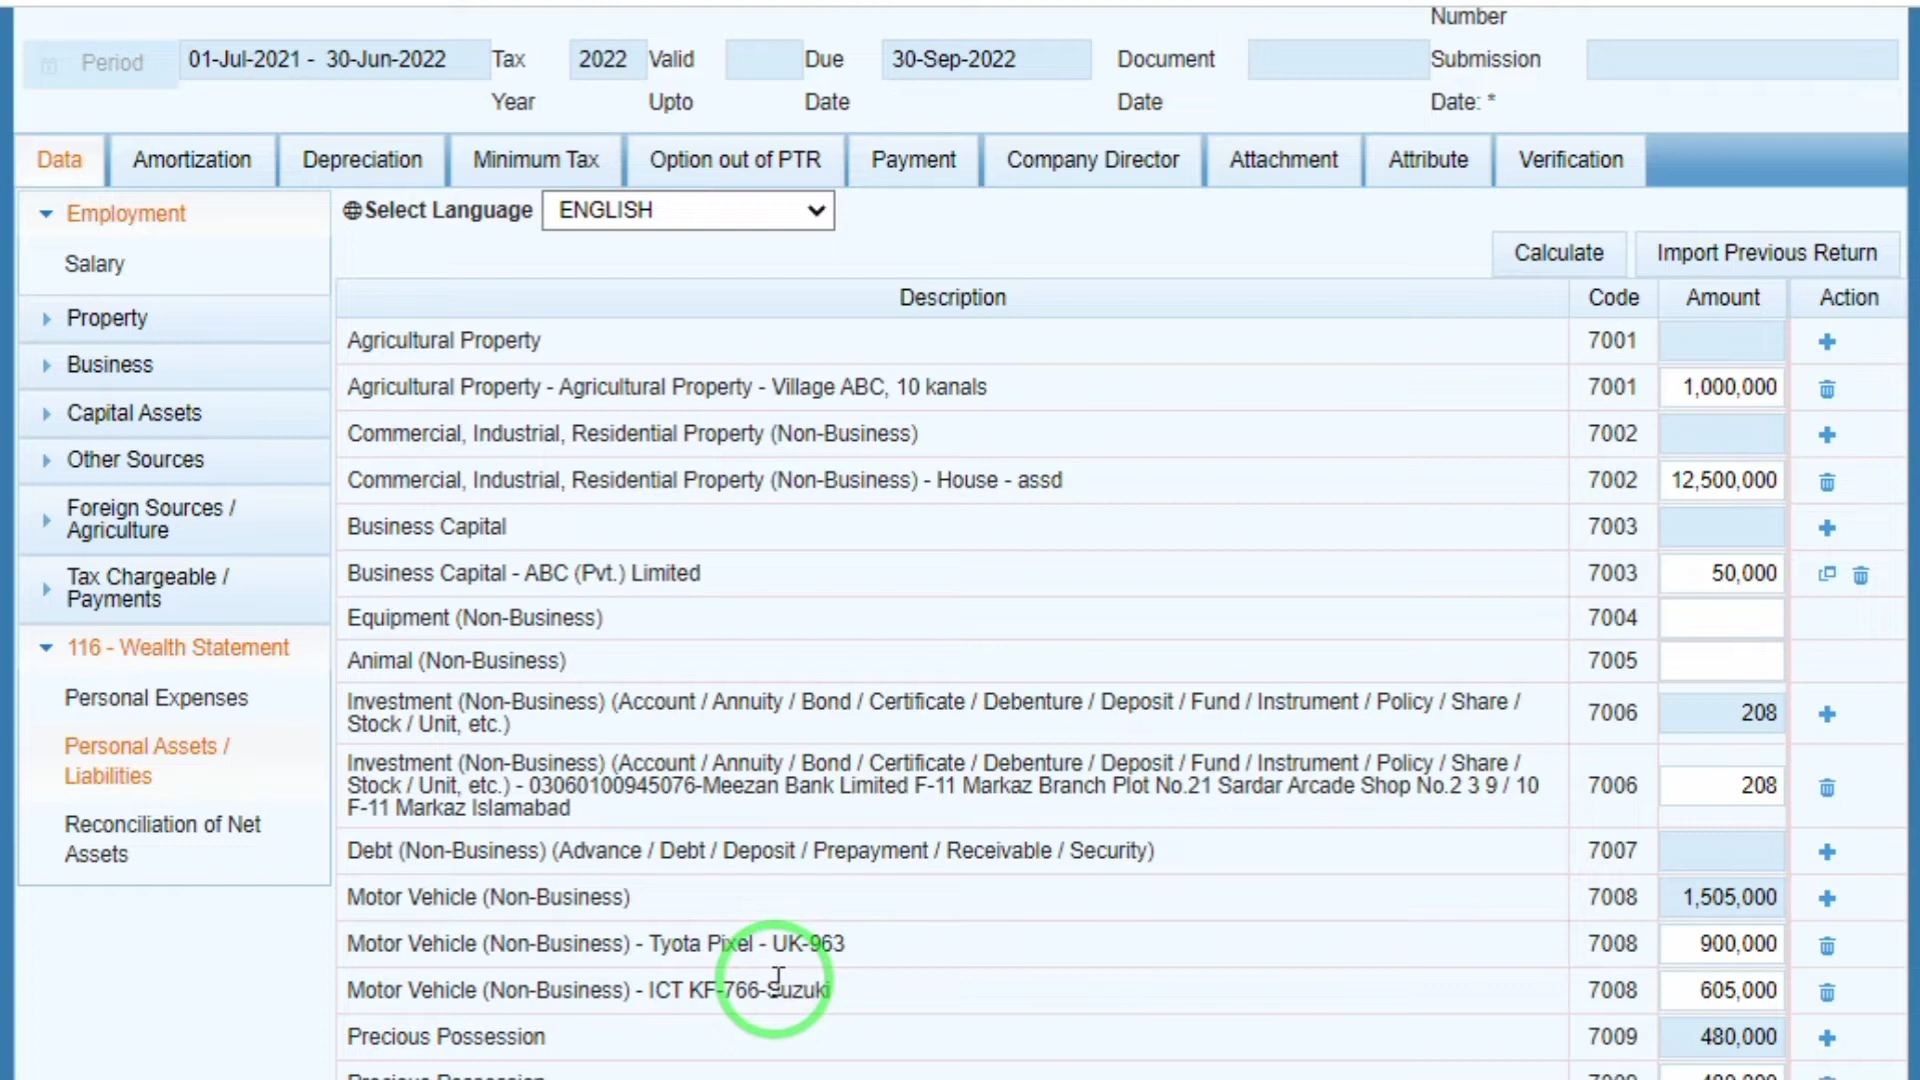 Number
Period 01-Jul-2021 - 30-Jun-2022 Tax 2022 Valid Due 30-Sep-2022 Document Submission
Year Upto Date Date Date: *
Data Amortization Depreciation Minimum Tax Option out of PTR Payment Company Director Attachment Attribute Verification
Employment
Salary
Property
Business
Capital Assets
Other Sources
Foreign Sources /
Agriculture
Tax Chargeable /
Payments
116 - Wealth Statement
Personal Expenses
Personal Assets /
Liabilities
Reconciliation of Net
Assets
Select Language ENGLISH
Calculate Import Previous Return
Description Code Amount Action
Agricultural Property 7001
Agricultural Property - Agricultural Property - Village ABC, 10 kanals 7001 1,000,000
Commercial, Industrial, Residential Property (Non-Business) 7002
Commercial, Industrial, Residential Property (Non-Business) - House - assd 7002 12,500,000
Business Capital 7003
Business Capital - ABC (Pvt.) Limited 7003 50,000
Equipment (Non-Business) 7004
Animal (Non-Business) 7005
Investment (Non-Business) (Account / Annuity / Bond / Certificate / Debenture / Deposit / Fund / Instrument / Policy / Share /
Stock / Unit, etc.) 7006 208
Investment (Non-Business) (Account / Annuity / Bond / Certificate / Debenture / Deposit / Fund / Instrument / Policy / Share /
Stock / Unit, etc.) - 03060100945076-Meezan Bank Limited F-11 Markaz Branch Plot No.21 Sardar Arcade Shop No.2 3 9 / 10 7006 208
F-11 Markaz Islamabad
Debt (Non-Business) (Advance / Debt / Deposit / Prepayment / Receivable / Security) 7007
Motor Vehicle (Non-Business) 7008 1,505,000
Motor Vehicle (Non-Business) - Tyota Pixel - UK-963 7008 900,000
Motor Vehicle (Non-Business) - ICT KF-766-Suzuki 7008 605,000
Precious Possession 7009 480,000